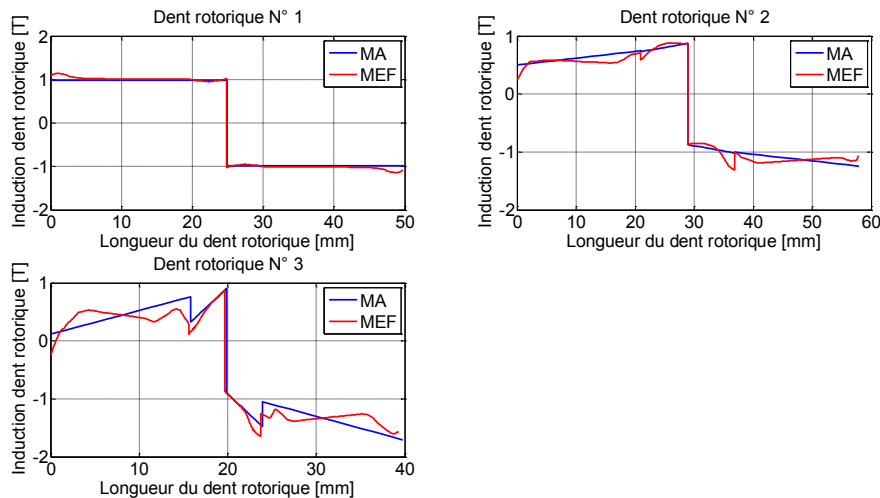 Dent rotorique N° 1
Induction dent rotorique [T]
2
1
0
-1
-2
0 10 20 30 40 50
Longueur du dent rotorique [mm]
MA
MEF
Dent rotorique N° 2
Induction dent rotorique [T]
1
0
-1
-2
0 10 20 30 40 50 60
Longueur du dent rotorique [mm]
MA
MEF
Dent rotorique N° 3
Induction dent rotorique [T]
1
0
-1
-2
0 10 20 30 40
Longueur du dent rotorique [mm]
MA
MEF